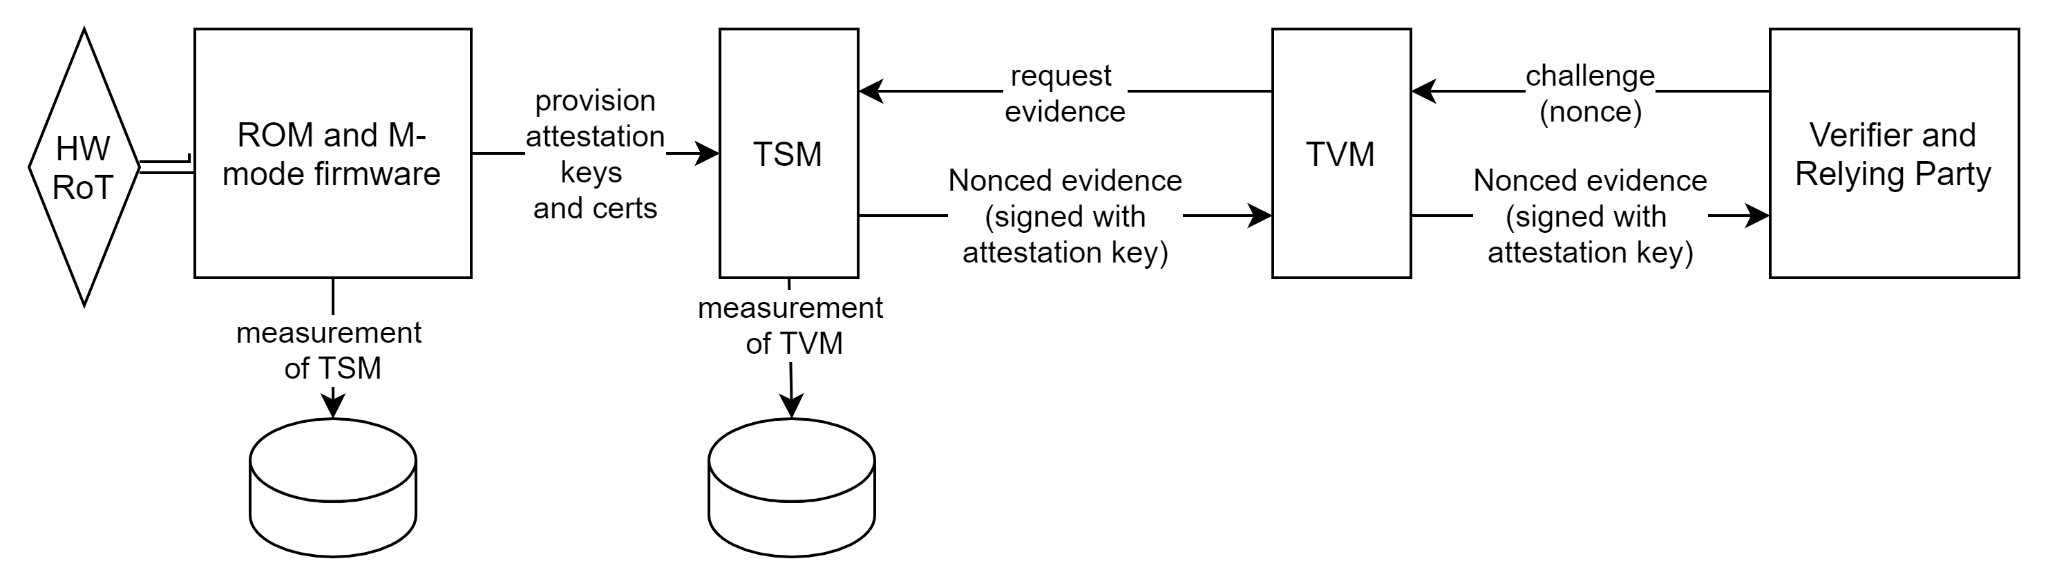 HW
RoT
ROM and M-
mode firmware
provision
attestation
keys
and certs
TSM
request
evidence
Nonced evidence
(signed with
attestation key)
TVM
challenge
(nonce)
Nonced evidence
(signed with
attestation key)
Verifier and
Relying Party
measurement
of TSM
measurement
of TVM